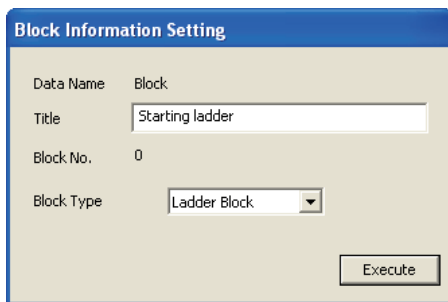 Block Information Setting
Data Name Block
Title Starting ladder
Block No. 0
Block Type Ladder Block
Execute